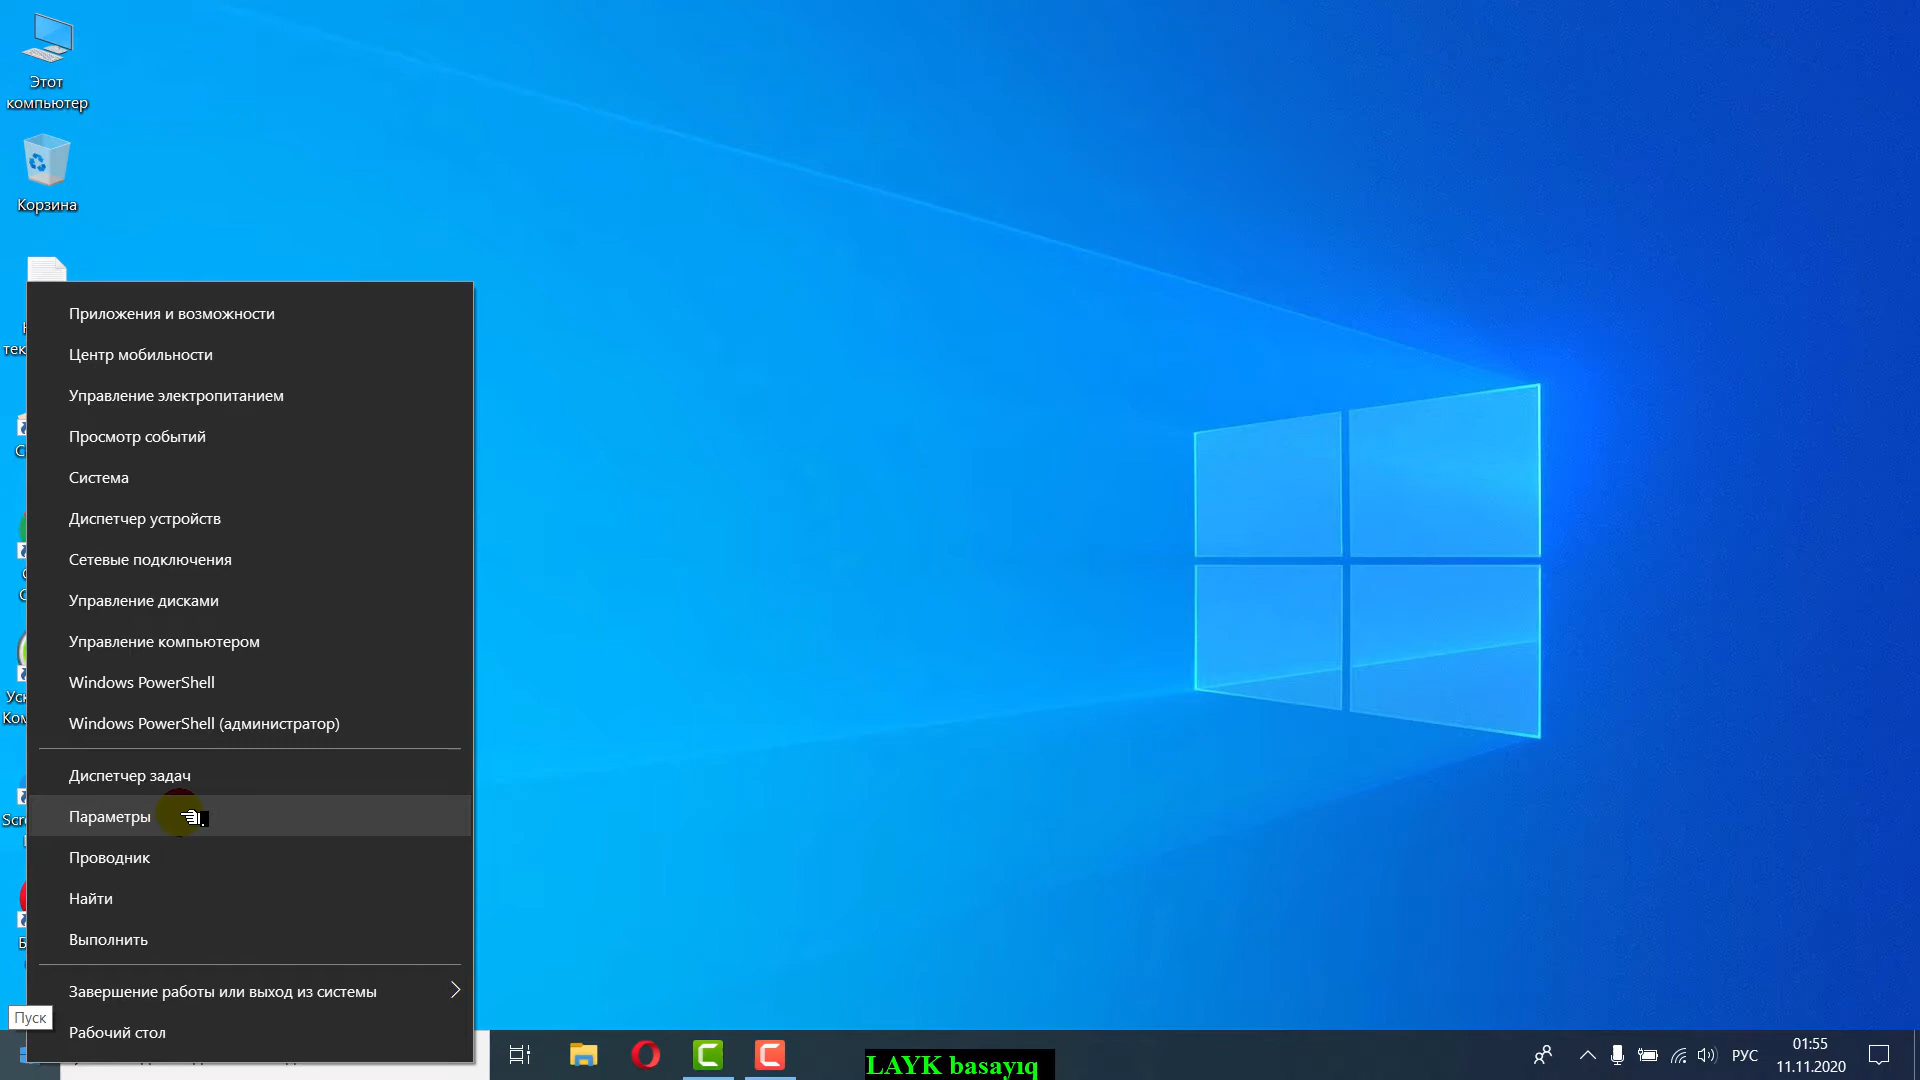 Этот
компьютер
Корзина
Приложения и возможности
Центр мобильности
Управление электропитанием
Просмотр событий
Система
Диспетчер устройств
Сетевые подключения
Управление дисками
Управление компьютером
Windows PowerShell
Windows PowerShell (администратор)
Диспетчер задач
Параметры
Проводник
Найти
Выполнить
Завершение работы или выход из системы
Рабочий стол
Пуск
LAYK basayıq
РУС
01:55
11.11.2020